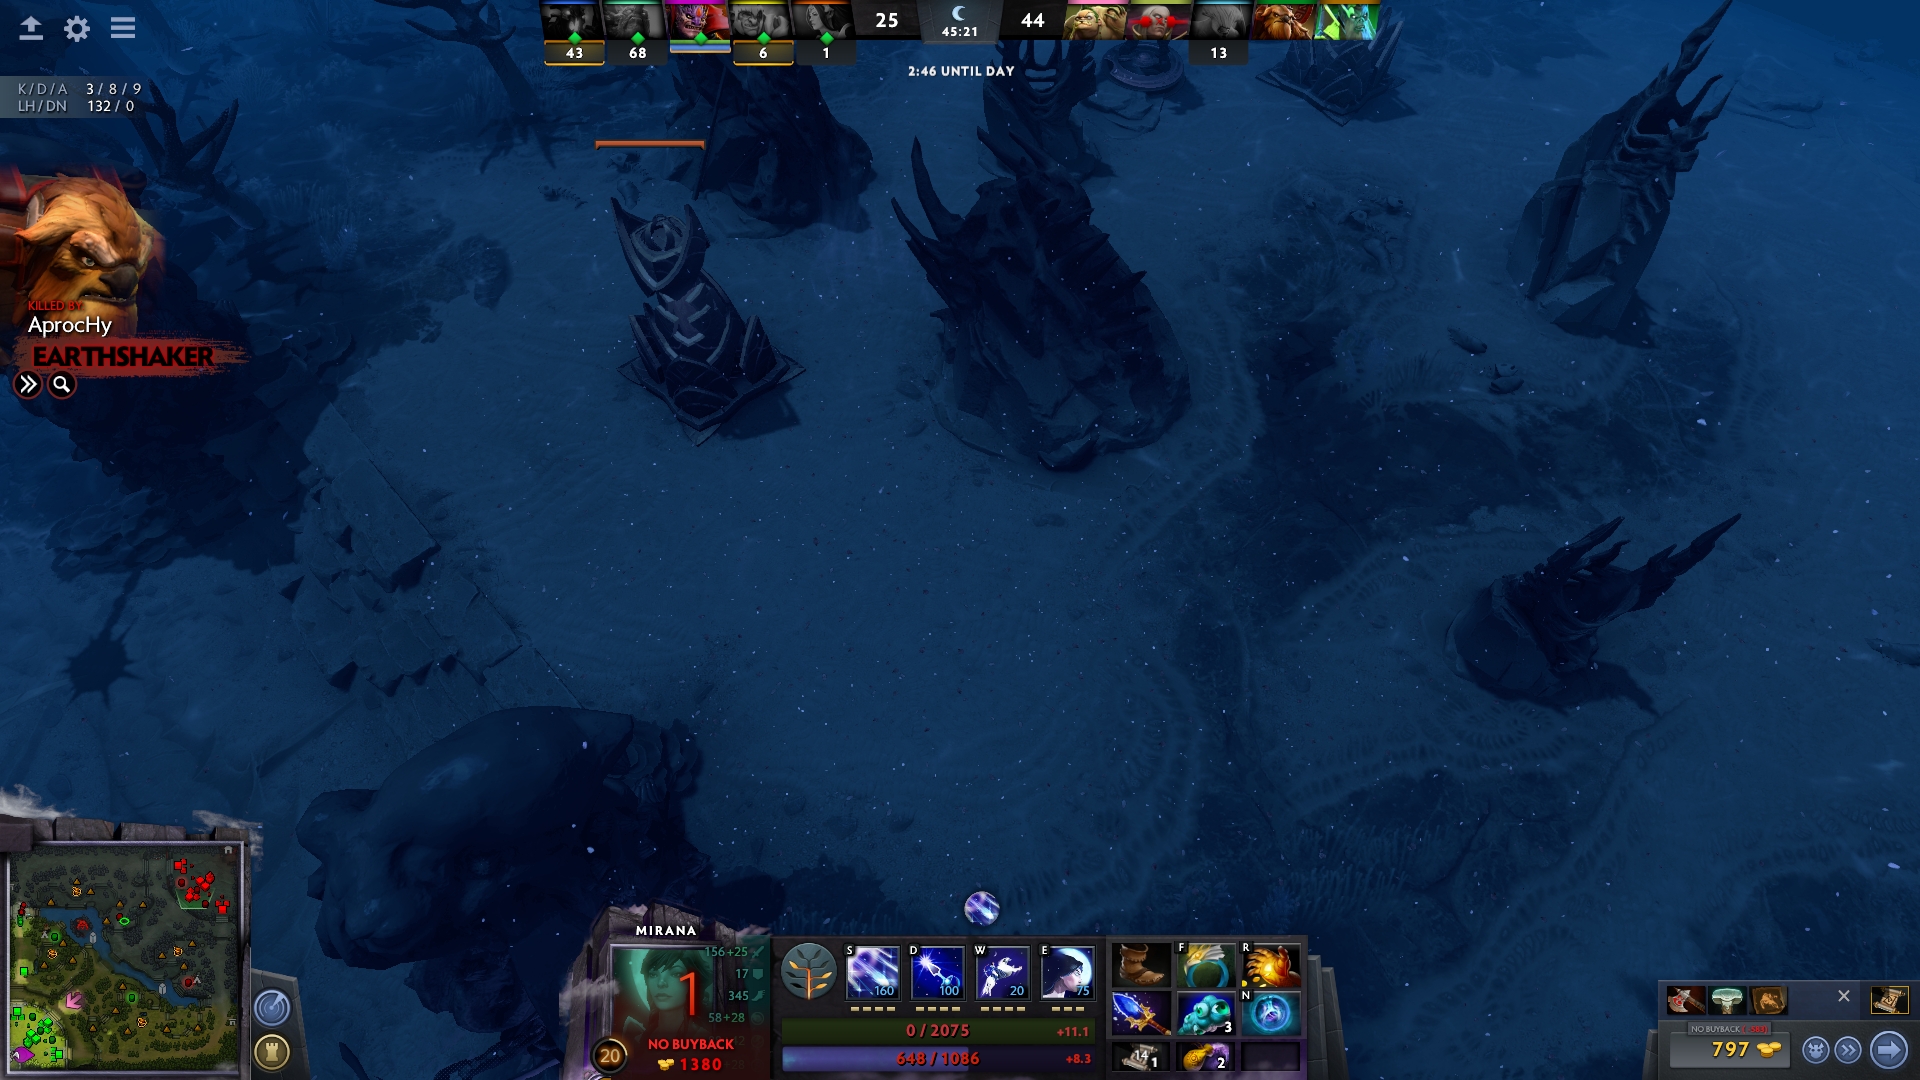 25
45:21
44
43
68
6
1
13
2:46 UNTIL DAY
K/D/A 3 / 8 / 9
LH/DN 132 / 0
KILLED BY
AprocHy
EARTHSHAKER
MIRANA
156+25
17
345
58+28
1
20
NO BUYBACK
1380
S
160
D
100
W
20
E
75
0 / 2075
+11.1
648 / 1086
+8.3
F
R
3
N
14
1
2
NO BUYBACK
797